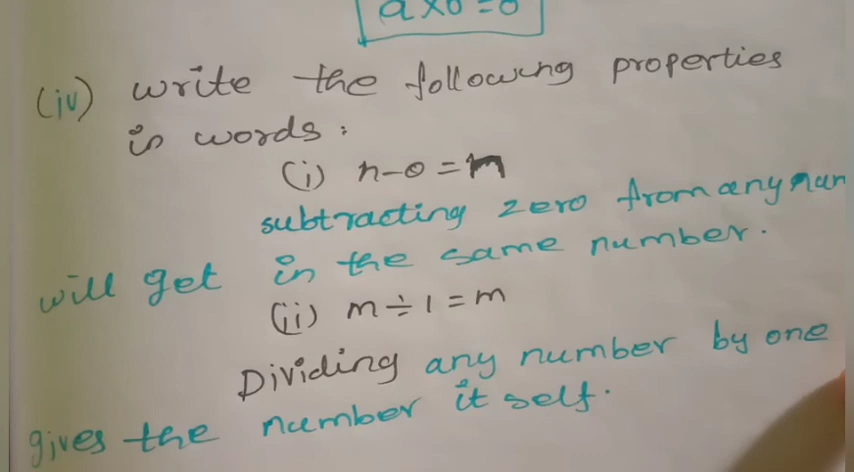 a×0=0
(iv) write the following properties
in words:
(i) n-0=n
subtracting zero from any
will get in the same number.
(ii) m÷1=m
Dividing any number by one
gives the number it self.